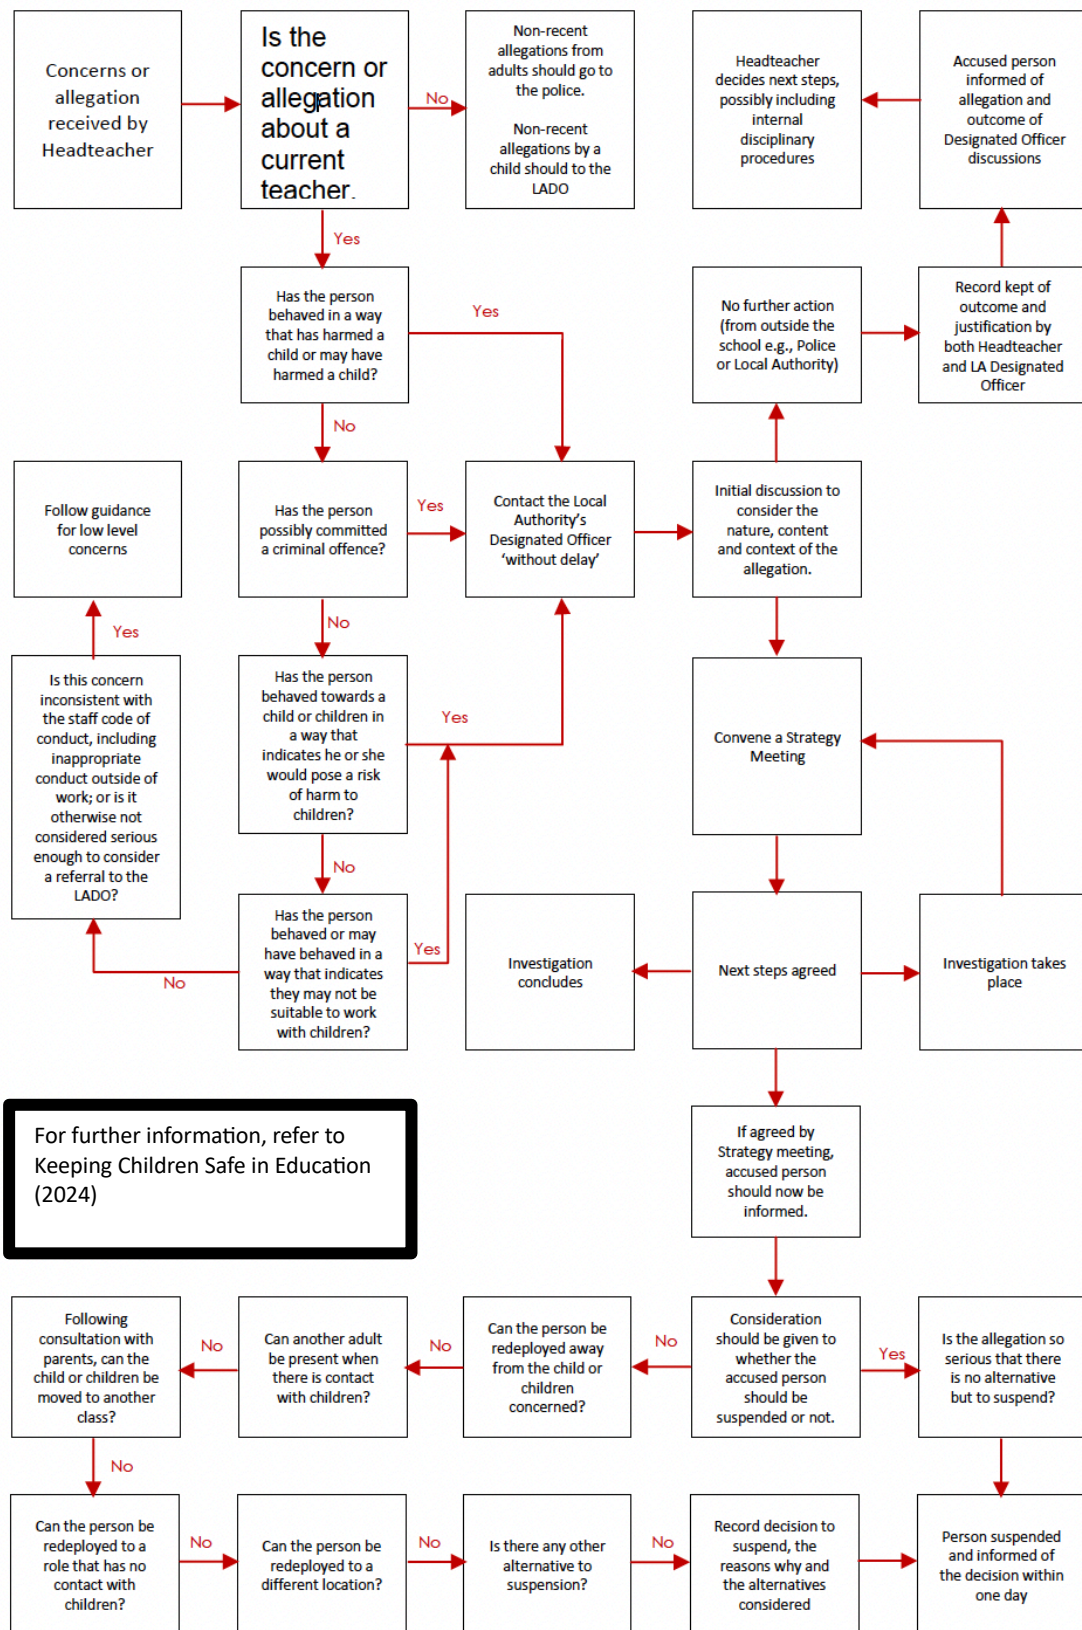 Concerns or
allegation
received by
Headteacher
Is the
concern or
allegation
about a
current
teacher.
No
Non-recent
allegations from
adults should go to
the police.
Non-recent
allegations by a
child should to the
LADO
Headteacher
decides next steps,
possibly including
internal
disciplinary
procedures
Accused person
informed of
allegation and
outcome of
Designated Officer
discussions
Yes
Has the person
behaved in a way
that has harmed a
child or may have
harmed a child?
Yes
No further action
(from outside the
school e.g., Police
or Local Authority)
Record kept of
outcome and
justification by
both Headteacher
and LA Designated
Officer
No
Follow guidance
for low level
concerns
Has the person
possibly committed
a criminal offence?
Yes
Contact the Local
Authority's
Designated Officer
‘without delay’
Initial discussion to
consider the
nature, content
and context of the
allegation.
Yes
No
Is this concern
inconsistent with
the staff code of
conduct, including
inappropriate
conduct outside of
work; or is it
otherwise not
considered serious
enough to consider
a referral to the
LADO?
Has the person
behaved towards a
child or children in
a way that
indicates he or she
would pose a risk
of harm to
children?
Yes
Convene a Strategy
Meeting
No
Has the person
behaved or may
have behaved in a
way that indicates
they may not be
suitable to work
with children?
Yes
No
Investigation
concludes
Next steps agreed
Investigation takes
place
For further information, refer to
Keeping Children Safe in Education
(2024)
If agreed by
Strategy meeting,
accused person
should now be
informed.
Following
consultation with
parents, can the
child or children be
moved to another
class?
No
Can another adult
be present when
there is contact
with children?
No
Can the person be
redeployed away
from the child or
children
concerned?
No
Consideration
should be given to
whether the
accused person
should be
suspended or not.
Yes
Is the allegation so
serious that there
is no alternative
but to suspend?
No
Can the person be
redeployed to a
role that has no
contact with
children?
No
Can the person be
redeployed to a
different location?
No
Is there any other
alternative to
suspension?
No
Record decision to
suspend, the
reasons why and
the alternatives
considered
Person suspended
and informed of
the decision within
one day